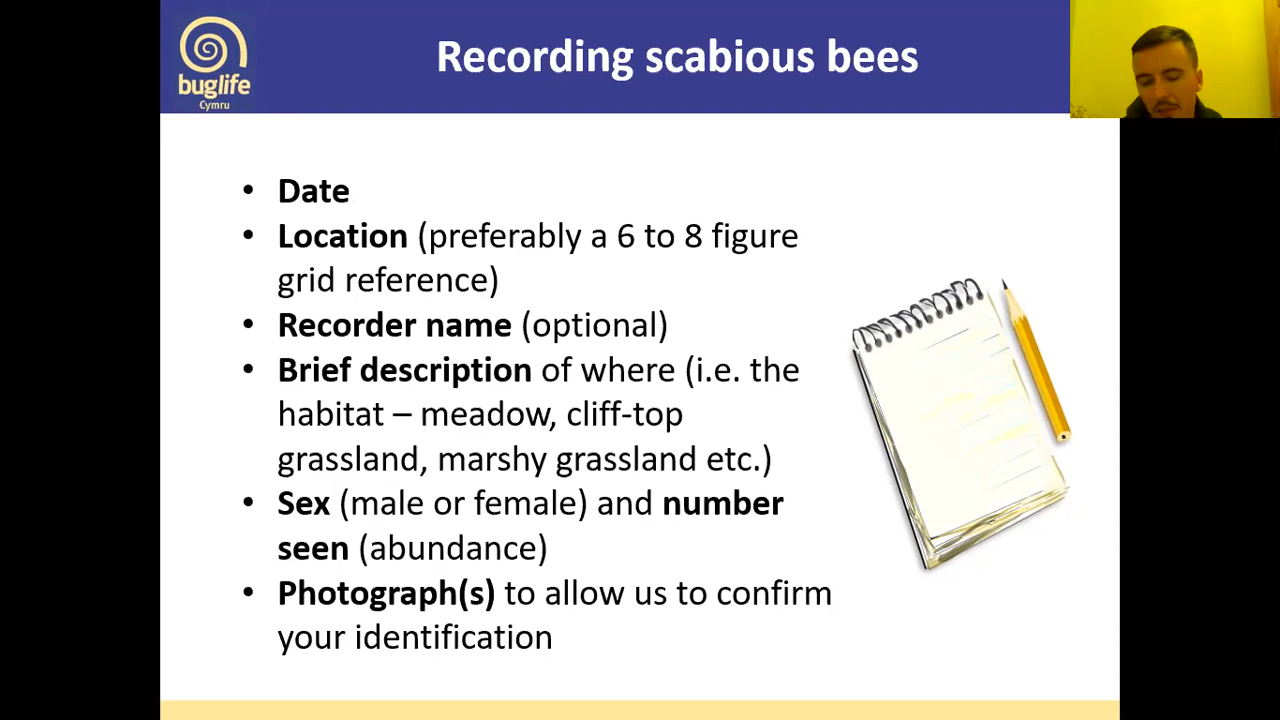 buglife
Cymru
Recording scabious bees
• Date
• Location (preferably a 6 to 8 figure
grid reference)
• Recorder name (optional)
• Brief description of where (i.e. the
habitat – meadow, cliff-top
grassland, marshy grassland etc.)
• Sex (male or female) and number
seen (abundance)
• Photograph(s) to allow us to confirm
your identification